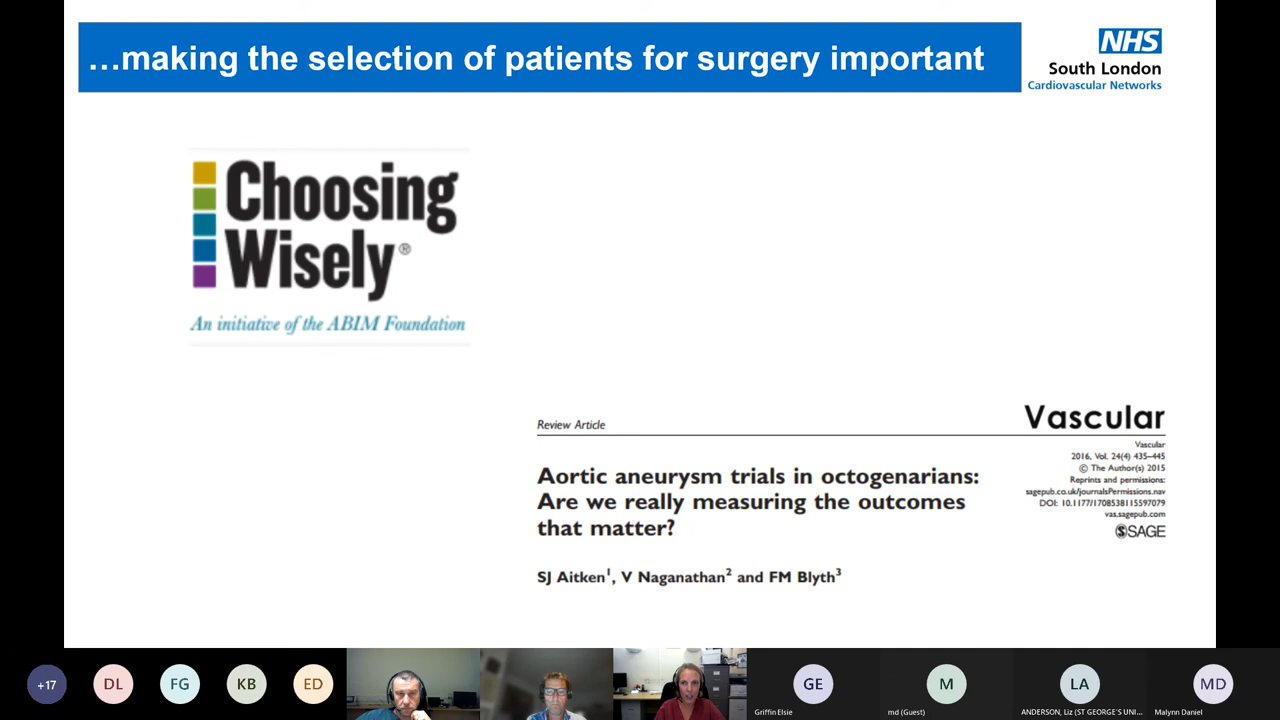 …making the selection of patients for surgery important
NHS
South London
Cardiovascular Networks
Choosing
Wisely®
An initiative of the ABIM Foundation
Review Article
Vascular
Vascular
2016, Vol. 24(4) 435–445
© The Author(s) 2015
Reprints and permissions:
sagepub.co.uk/journalsPermissions.nav
DOI: 10.1177/1708538115597079
vas.sagepub.com
SAGE
Aortic aneurysm trials in octogenarians:
Are we really measuring the outcomes
that matter?
SJ Aitken1, V Naganathan2 and FM Blyth3
+17
DL
FG
KB
ED
GE
Griffin Elsie
M
md (Guest)
LA
ANDERSON, Liz (ST GEORGE'S UNI...
MD
Malynn Daniel